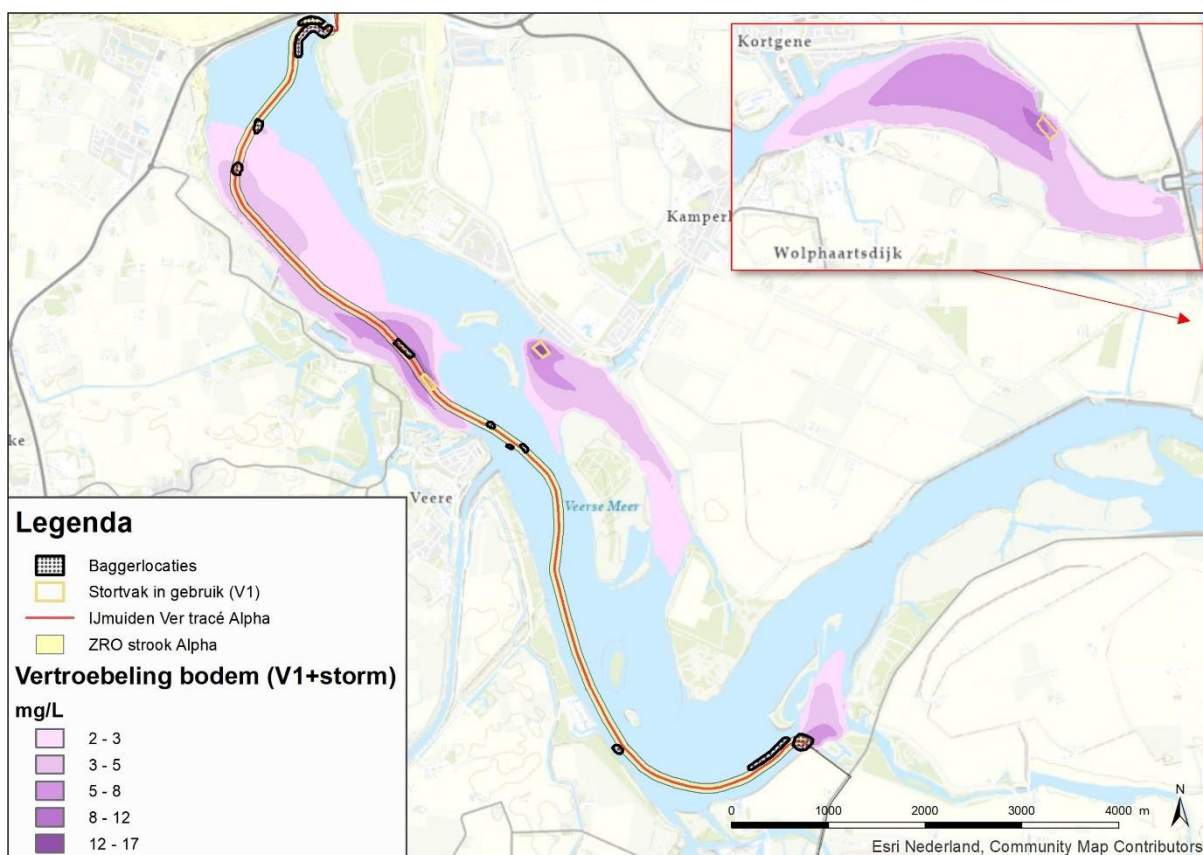 Kortgene
Wolphaartsdijk
Kamperl
ke
Veere
Veerse Meer
Legenda
Baggerlocaties
Stortvak in gebruik (V1)
IJmuiden Ver tracé Alpha
ZRO strook Alpha
Vertroebeling bodem (V1+storm)
mg/L
2 - 3
3 - 5
5 - 8
8 - 12
12 - 17
N
0 1000 2000 3000 4000 m
Esri Nederland, Community Map Contributors